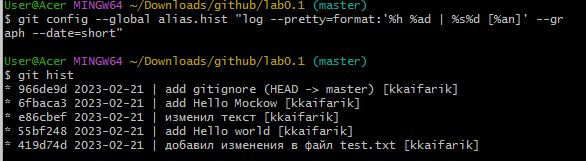 User@Acer MINGW64 ~/Downloads/github/lab0.1 (master)
$ git config --global alias.hist "log --pretty=format:'%h %ad | %s%d [%an]' --gr
aph --date=short"
User@Acer MINGW64 ~/Downloads/github/lab0.1 (master)
$ git hist
* 966de9d 2023-02-21 | add gitignore (HEAD -> master) [kkaifarik]
* 6fbaca3 2023-02-21 | add Hello Mockow [kkaifarik]
* e86cbef 2023-02-21 | изменил текст [kkaifarik]
* 55bf248 2023-02-21 | add Hello world [kkaifarik]
* 419d74d 2023-02-21 | добавил изменения в файл test.txt [kkaifarik]